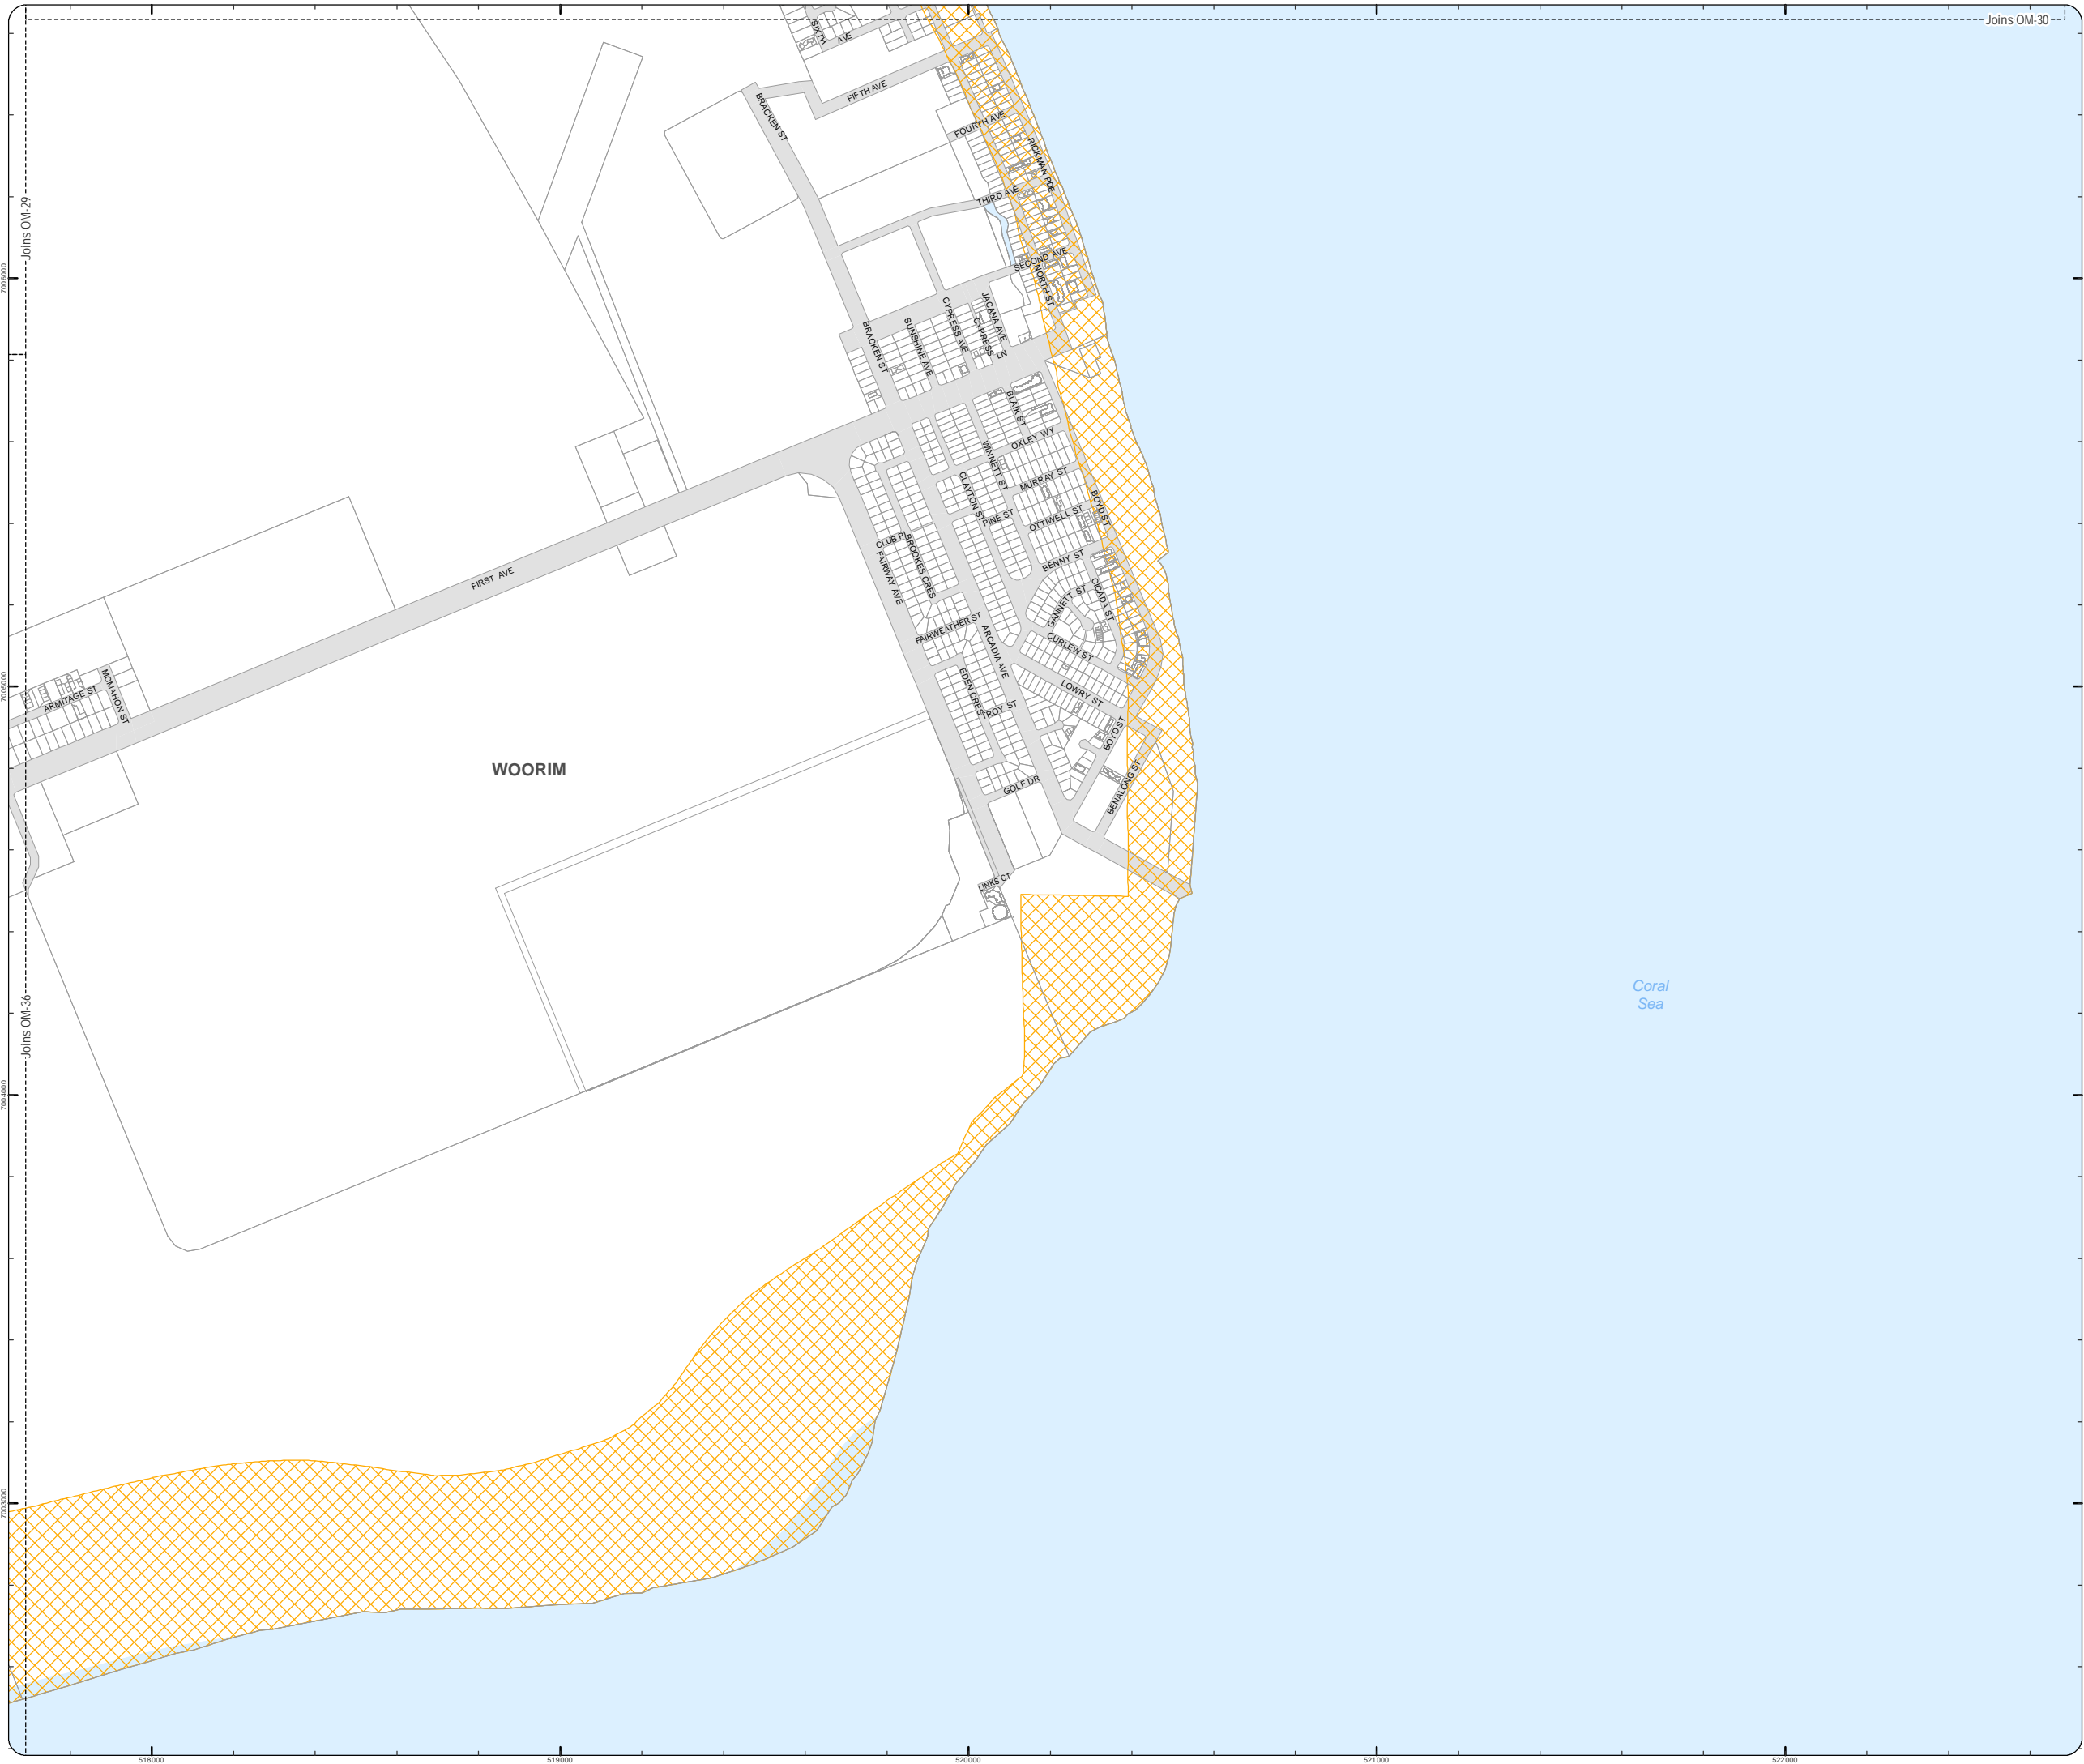 Joins OM-30
SIXTH
AVE
FIFTH AVE
BRACKEN ST
FOURTH AVE
RICKMAN PDE
THIRD AVE
Joins OM-29
SECOND AVE
NORTH ST
7006000
JACANA AVE
CYPRESS AVE
CYPRESS
LN
SUNSHINE AVE
BRACKEN ST
BLAIK ST
OXLEY WY
WINNETT ST
MURRAY ST
CLAYTON ST
PINE ST
OTTIWELL ST
BOYD ST
CLUB PL
BROOKES CRES
FAIRWAY AVE
BENNY ST
FIRST AVE
CICADA ST
GANNETT ST
FAIRWEATHER ST
ARCADIA AVE
CURLEW ST
7005000
ARMITAGE ST
MCMAHON ST
EDEN CRES
LOWRY ST
TROY ST
BOYD ST
WOORIM
GOLF DR
BENALONG ST
LINKS CT
Coral
Sea
Joins OM-36
7004000
7003000
518000
519000
520000
521000
522000